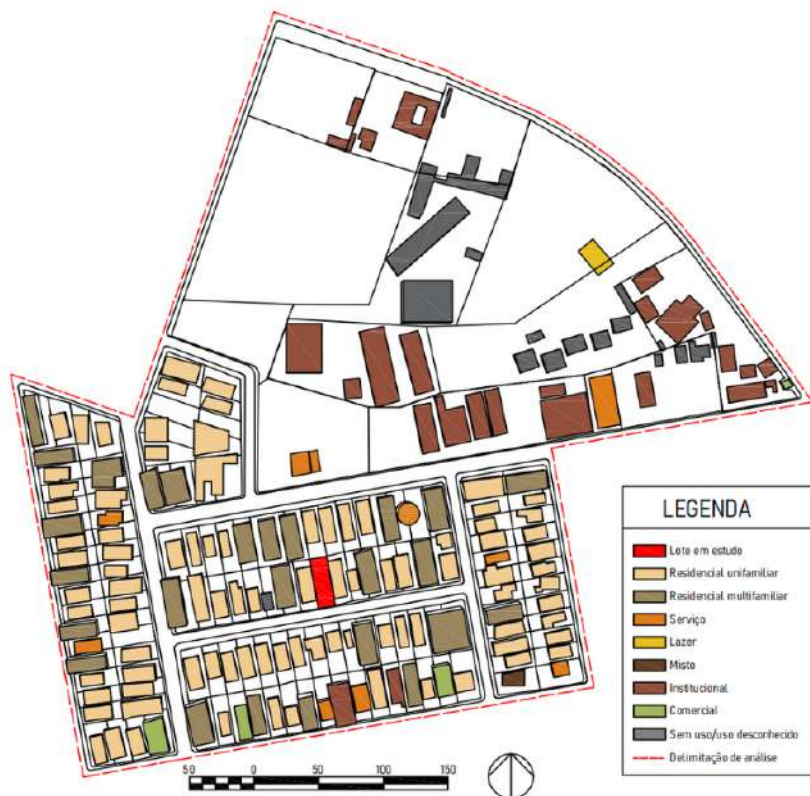 LEGENDA
Lote em estudo
Residencial unifamiliar
Residencial multifamiliar
Serviço
Lazer
Misto
Institucional
Comercial
Sem uso/uso desconhecido
Delimitação de análise
50 0 50 100 150